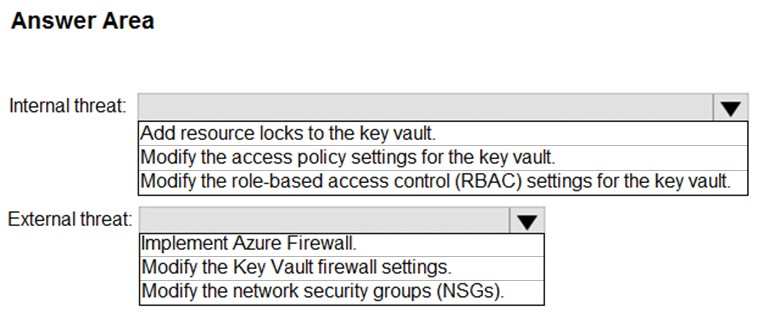 Answer Area
Internal threat:
Add resource locks to the key vault.
Modify the access policy settings for the key vault.
Modify the role-based access control (RBAC) settings for the key vault.
External threat:
Implement Azure Firewall.
Modify the Key Vault firewall settings.
Modify the network security groups (NSGs).